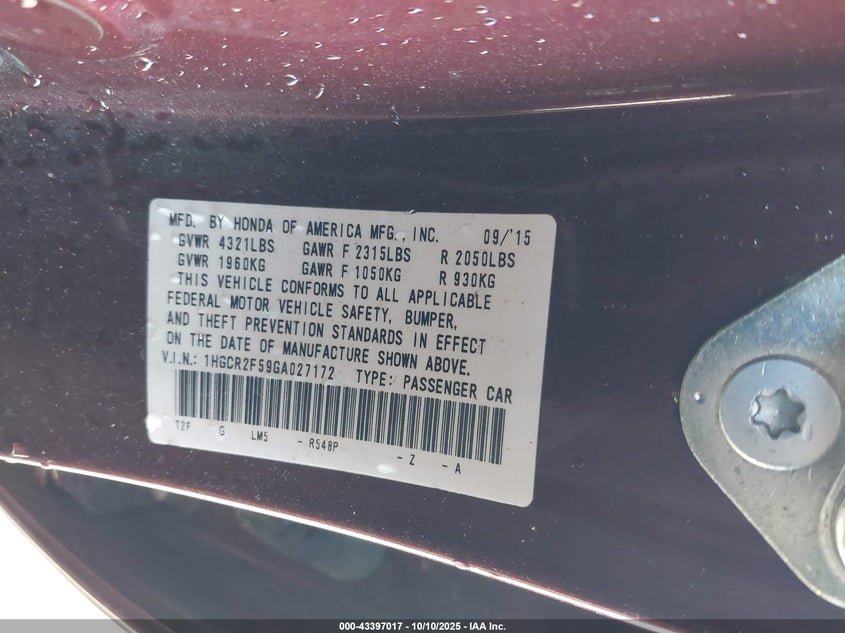 MFD. BY HONDA OF AMERICA MFG., INC. 09/'15
GVWR 4321LBS GAWR F 2315LBS R 2050LBS
GVWR 1960KG GAWR F 1050KG R 930KG
THIS VEHICLE CONFORMS TO ALL APPLICABLE
FEDERAL MOTOR VEHICLE SAFETY, BUMPER,
AND THEFT PREVENTION STANDARDS IN EFFECT
ON THE DATE OF MANUFACTURE SHOWN ABOVE.
V.I.N.: 1HGCR2F59GA027172 TYPE: PASSENGER CAR
T2F G LM5 - R548P - Z - A
000-43397017 - 10/10/2025 - IAA Inc.